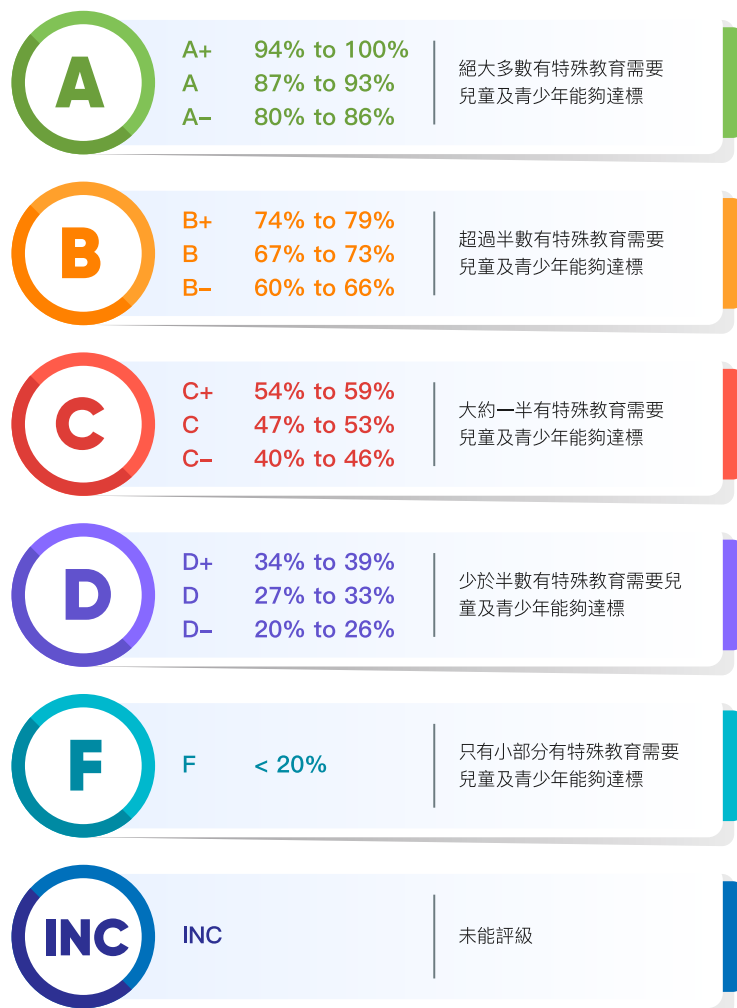 A
A+ 94% to 100%
A 87% to 93%
A– 80% to 86%
絕大多數有特殊教育需要
兒童及青少年能夠達標
B
B+ 74% to 79%
B 67% to 73%
B– 60% to 66%
超過半數有特殊教育需要
兒童及青少年能夠達標
C
C+ 54% to 59%
C 47% to 53%
C– 40% to 46%
大約一半有特殊教育需要
兒童及青少年能夠達標
D
D+ 34% to 39%
D 27% to 33%
D– 20% to 26%
少於半數有特殊教育需要兒
童及青少年能夠達標
F
F < 20%
只有小部分有特殊教育需要
兒童及青少年能夠達標
INC
INC
未能評級